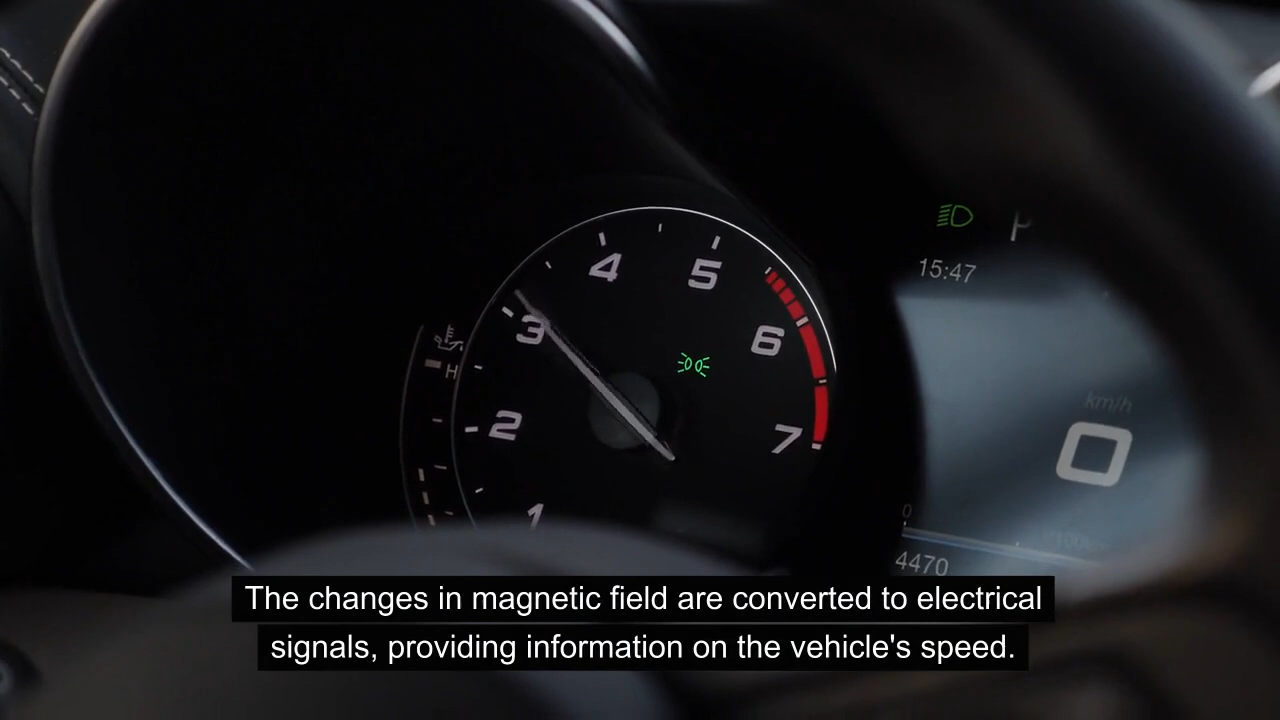 4
5
15:47
3
6
H
km/h
2
7
0
1
0
4470
The changes in magnetic field are converted to electrical
signals, providing information on the vehicle's speed.